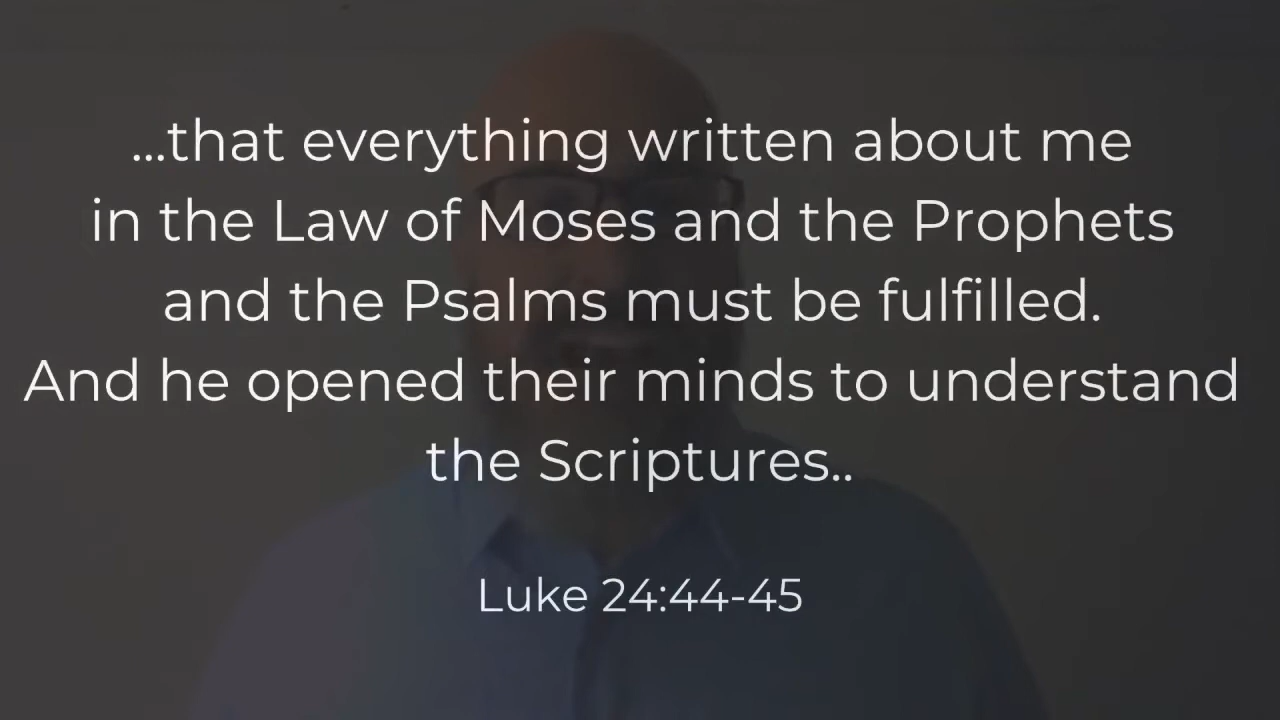 ...that everything written about me
in the Law of Moses and the Prophets
and the Psalms must be fulfilled.
And he opened their minds to understand
the Scriptures..
Luke 24:44-45